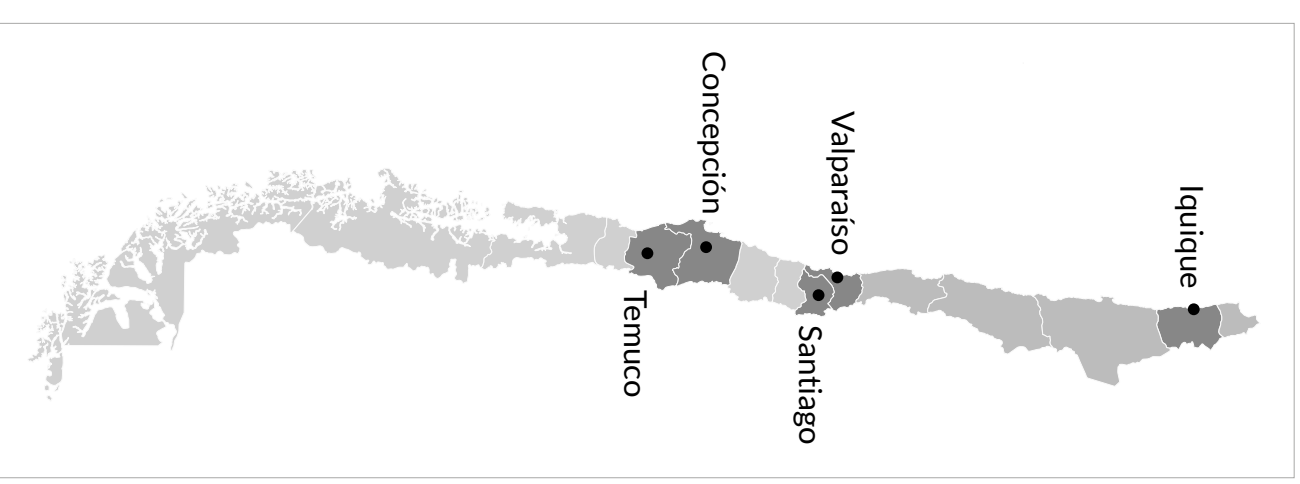 Concepción
Valparaíso
Iquique
Temuco
Santiago